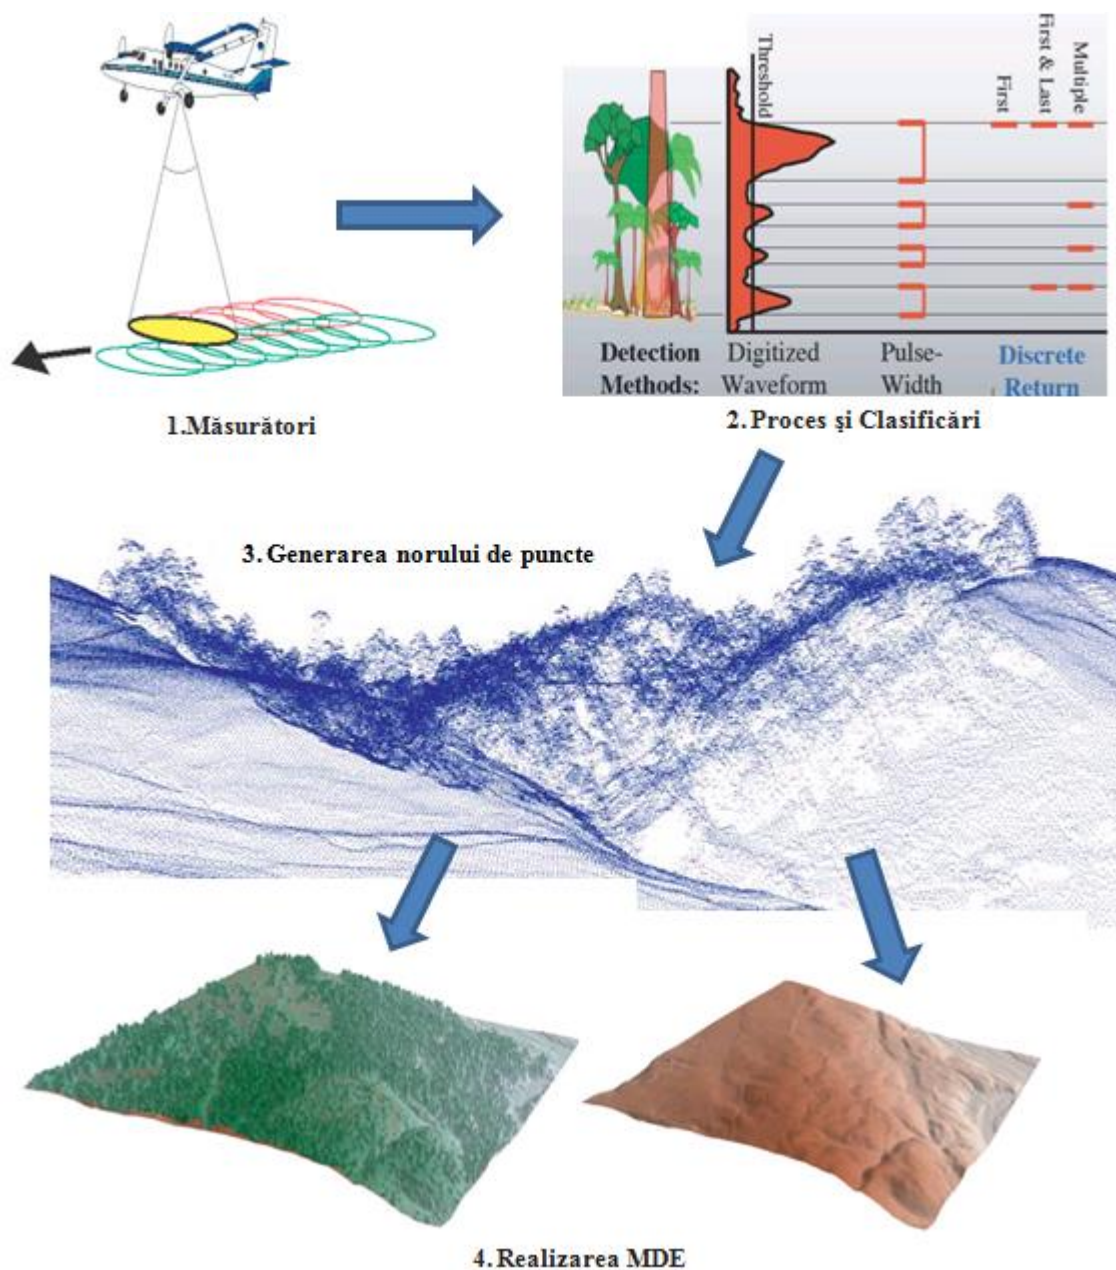 Threshold
First
First & Last
Multiple
Detection
Methods:
Digitized
Waveform
Pulse-
Width
Discrete
Return
1.Măsurători
2.Proces şi Clasificări
3.Generarea norului de puncte
4.Realizarea MDE